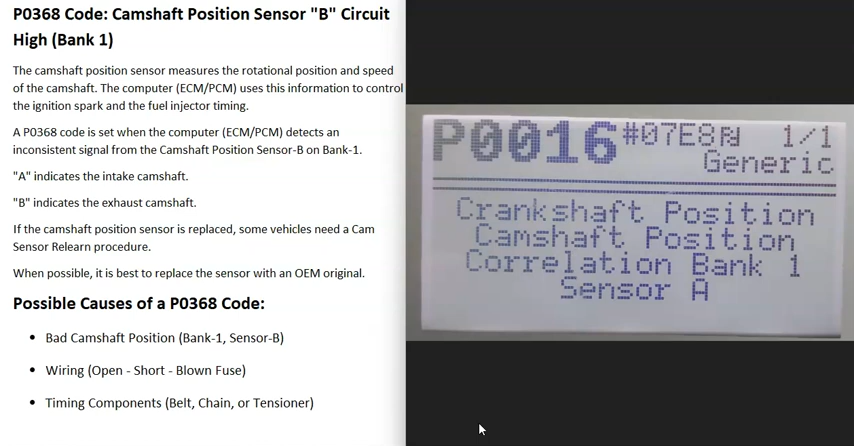 P0368 Code: Camshaft Position Sensor "B" Circuit
High (Bank 1)
The camshaft position sensor measures the rotational position and speed
of the camshaft. The computer (ECM/PCM) uses this information to control
the ignition spark and the fuel injector timing.
A P0368 code is set when the computer (ECM/PCM) detects an
inconsistent signal from the Camshaft Position Sensor-B on Bank-1.
"A" indicates the intake camshaft.
"B" indicates the exhaust camshaft.
If the camshaft position sensor is replaced, some vehicles need a Cam
Sensor Relearn procedure.
When possible, it is best to replace the sensor with an OEM original.
Possible Causes of a P0368 Code:
• Bad Camshaft Position (Bank-1, Sensor-B)
• Wiring (Open - Short - Blown Fuse)
• Timing Components (Belt, Chain, or Tensioner)
P0016 #07E8 1/1
Generic
Crankshaft Position
Camshaft Position
Correlation Bank 1
Sensor A